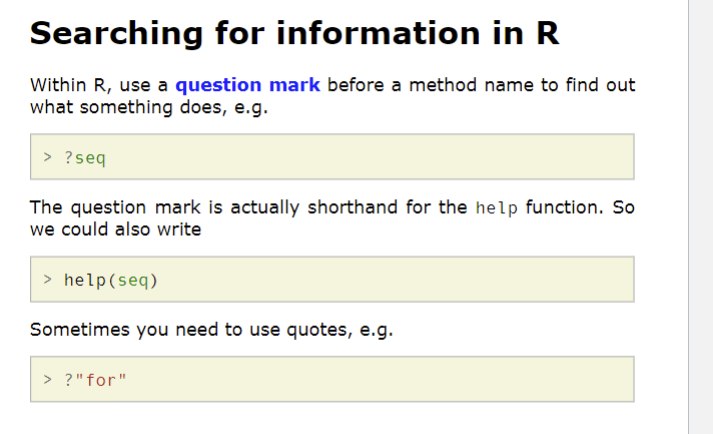 Searching for information in R
Within R, use a question mark before a method name to find out
what something does, e.g.
> ?seq
The question mark is actually shorthand for the help function. So
we could also write
> help(seq)
Sometimes you need to use quotes, e.g.
> ?"for"